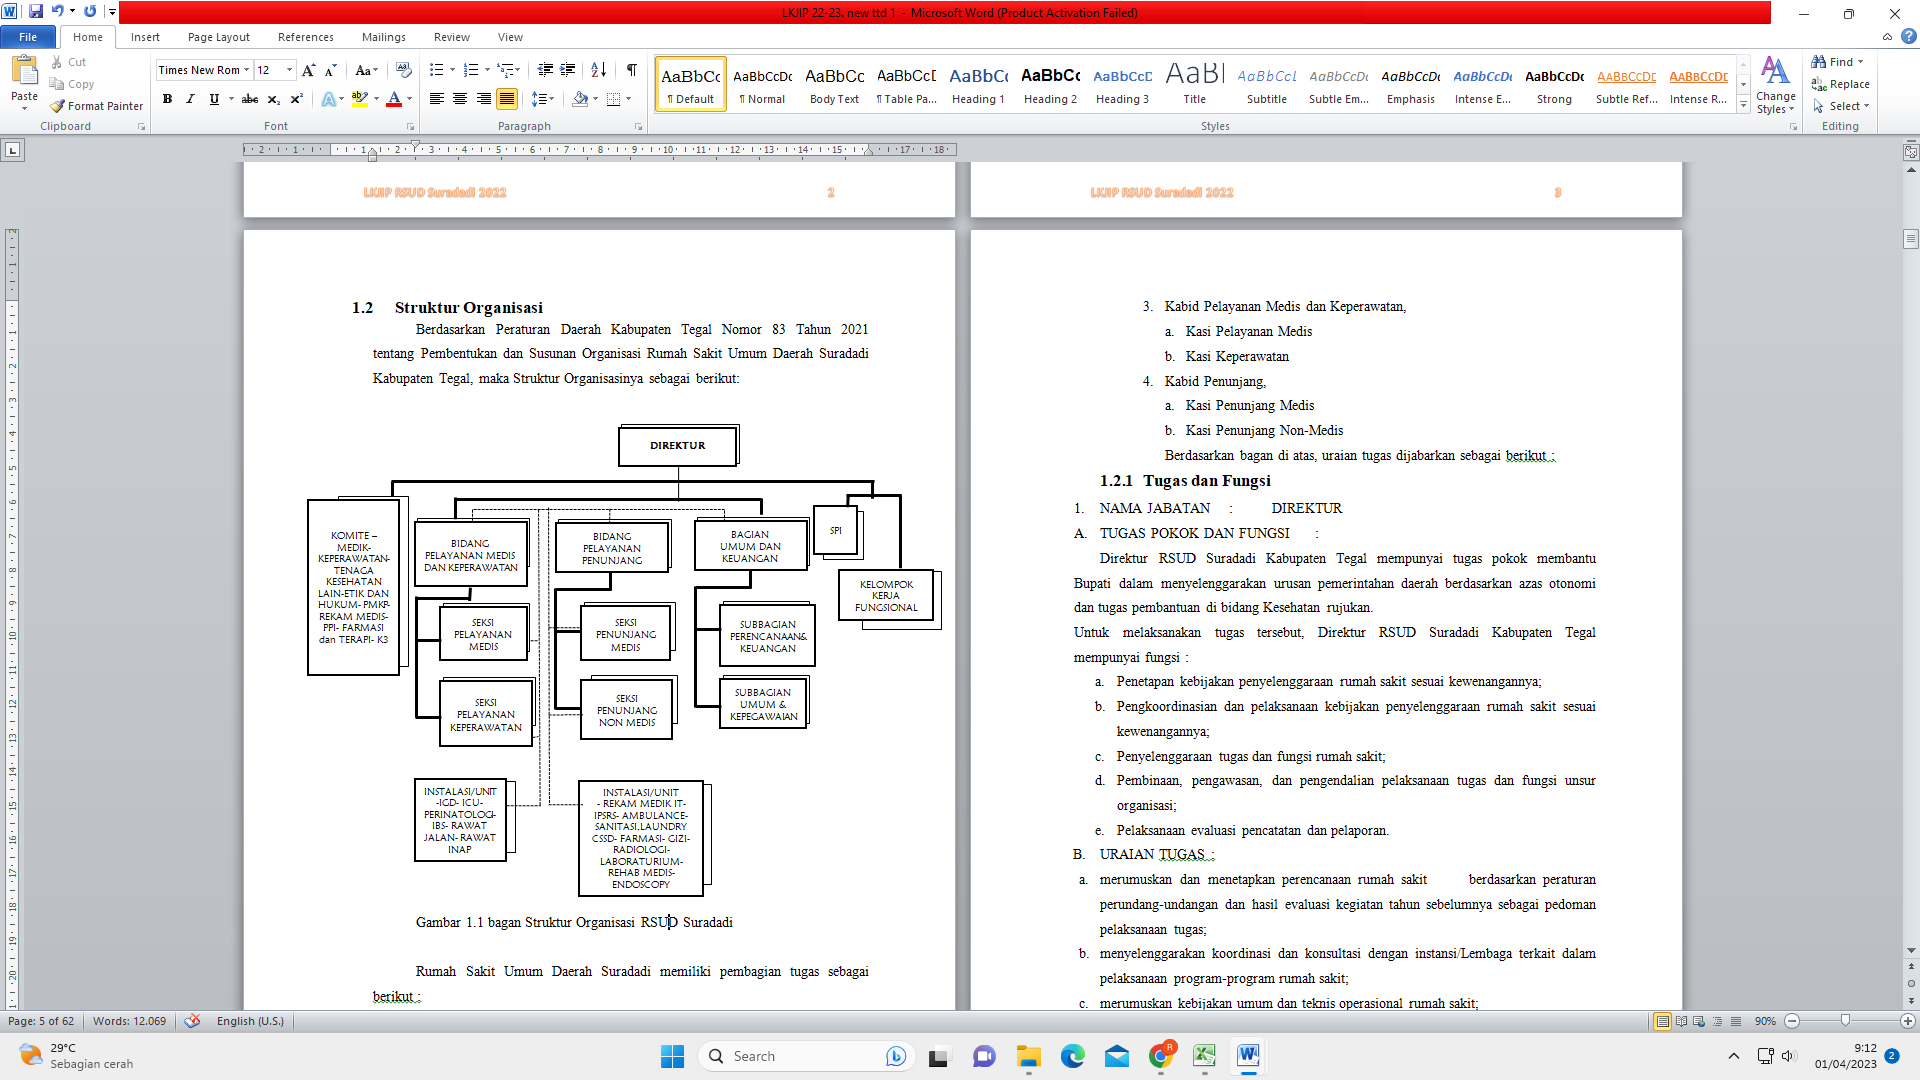 LKJIP 22-23. new ttd 1 - Microsoft Word (Product Activation Failed)
File Home Insert Page Layout References Mailings Review View
Paste
Cut
Copy
Format Painter
Clipboard
Times New Rom 12
Font
Paragraph
AaBbCc AaBbCcDc AaBbCc AaBbCcD AaBbCc AaBbCc AaBbCcD AaBl AaBbCcL AaBbCcDc AaBbCcDc AaBbCcDc AaBbCcDc AABBCCDD AABBCCDD
¶ Default ¶ Normal Body Text ¶ Table Pa... Heading 1 Heading 2 Heading 3 Title Subtitle Subtle Em... Emphasis Intense E... Strong Subtle Ref... Intense R...
Styles
Change Styles
Find
Replace
Select
Editing
LKJIP RSUD Suradadi 2022 2
LKJIP RSUD Suradadi 2022 3
1.2 Struktur Organisasi
Berdasarkan Peraturan Daerah Kabupaten Tegal Nomor 83 Tahun 2021
tentang Pembentukan dan Susunan Organisasi Rumah Sakit Umum Daerah Suradadi
Kabupaten Tegal, maka Struktur Organisasinya sebagai berikut:
DIREKTUR
KOMITE –
MEDIK-
KEPERAWATAN-
TENAGA
KESEHATAN
LAIN-ETIK DAN
HUKUM- PMKP-
REKAM MEDIS-
PPI- FARMASI
dan TERAPI- K3
BIDANG
PELAYANAN MEDIS
DAN KEPERAWATAN
BIDANG
PELAYANAN
PENUNJANG
BAGIAN
UMUM DAN
KEUANGAN
SPI
KELOMPOK
KERJA
FUNGSIONAL
SEKSI
PELAYANAN
MEDIS
SEKSI
PENUNJANG
MEDIS
SUBBAGIAN
PERENCANAAN&
KEUANGAN
SEKSI
PELAYANAN
KEPERAWATAN
SEKSI
PENUNJANG
NON MEDIS
SUBBAGIAN
UMUM &
KEPEGAWAIAN
INSTALASI/UNIT
-IGD- ICU-
PERINATOLOGI-
IBS- RAWAT
JALAN- RAWAT
INAP
INSTALASI/UNIT
- REKAM MEDIK IT-
IPSRS- AMBULANCE-
SANITASI,LAUNDRY
CSSD- FARMASI- GIZI-
RADIOLOGI-
LABORATURIUM-
REHAB MEDIS-
ENDOSCOPY
Gambar 1.1 bagan Struktur Organisasi RSUD Suradadi
Rumah Sakit Umum Daerah Suradadi memiliki pembagian tugas sebagai
berikut :
3. Kabid Pelayanan Medis dan Keperawatan,
a. Kasi Pelayanan Medis
b. Kasi Keperawatan
4. Kabid Penunjang,
a. Kasi Penunjang Medis
b. Kasi Penunjang Non-Medis
Berdasarkan bagan di atas, uraian tugas dijabarkan sebagai berikut :
1.2.1 Tugas dan Fungsi
1. NAMA JABATAN : DIREKTUR
A. TUGAS POKOK DAN FUNGSI :
Direktur RSUD Suradadi Kabupaten Tegal mempunyai tugas pokok membantu
Bupati dalam menyelenggarakan urusan pemerintahan daerah berdasarkan azas otonomi
dan tugas pembantuan di bidang Kesehatan rujukan.
Untuk melaksanakan tugas tersebut, Direktur RSUD Suradadi Kabupaten Tegal
mempunyai fungsi :
a. Penetapan kebijakan penyelenggaraan rumah sakit sesuai kewenangannya;
b. Pengkoordinasian dan pelaksanaan kebijakan penyelenggaraan rumah sakit sesuai
kewenangannya;
c. Penyelenggaraan tugas dan fungsi rumah sakit;
d. Pembinaan, pengawasan, dan pengendalian pelaksanaan tugas dan fungsi unsur
organisasi;
e. Pelaksanaan evaluasi pencatatan dan pelaporan.
B. URAIAN TUGAS :
a. merumuskan dan menetapkan perencanaan rumah sakit berdasarkan peraturan
perundang-undangan dan hasil evaluasi kegiatan tahun sebelumnya sebagai pedoman
pelaksanaan tugas;
b. menyelenggarakan koordinasi dan konsultasi dengan instansi/Lembaga terkait dalam
pelaksanaan program-program rumah sakit;
c. merumuskan kebijakan umum dan teknis operasional rumah sakit;
Page: 5 of 62 Words: 12.069 English (U.S.) 90%
29°C
Sebagian cerah
Search
9:12
01/04/2023
2